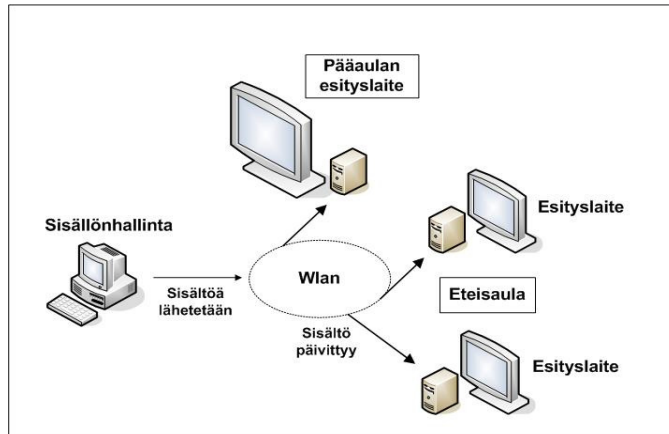 Pääaulan
esityslaite
Sisällönhallinta
Sisältöä
lähetetään
Wlan
Esityslaite
Eteisaula
Sisältö
päivittyy
Esityslaite